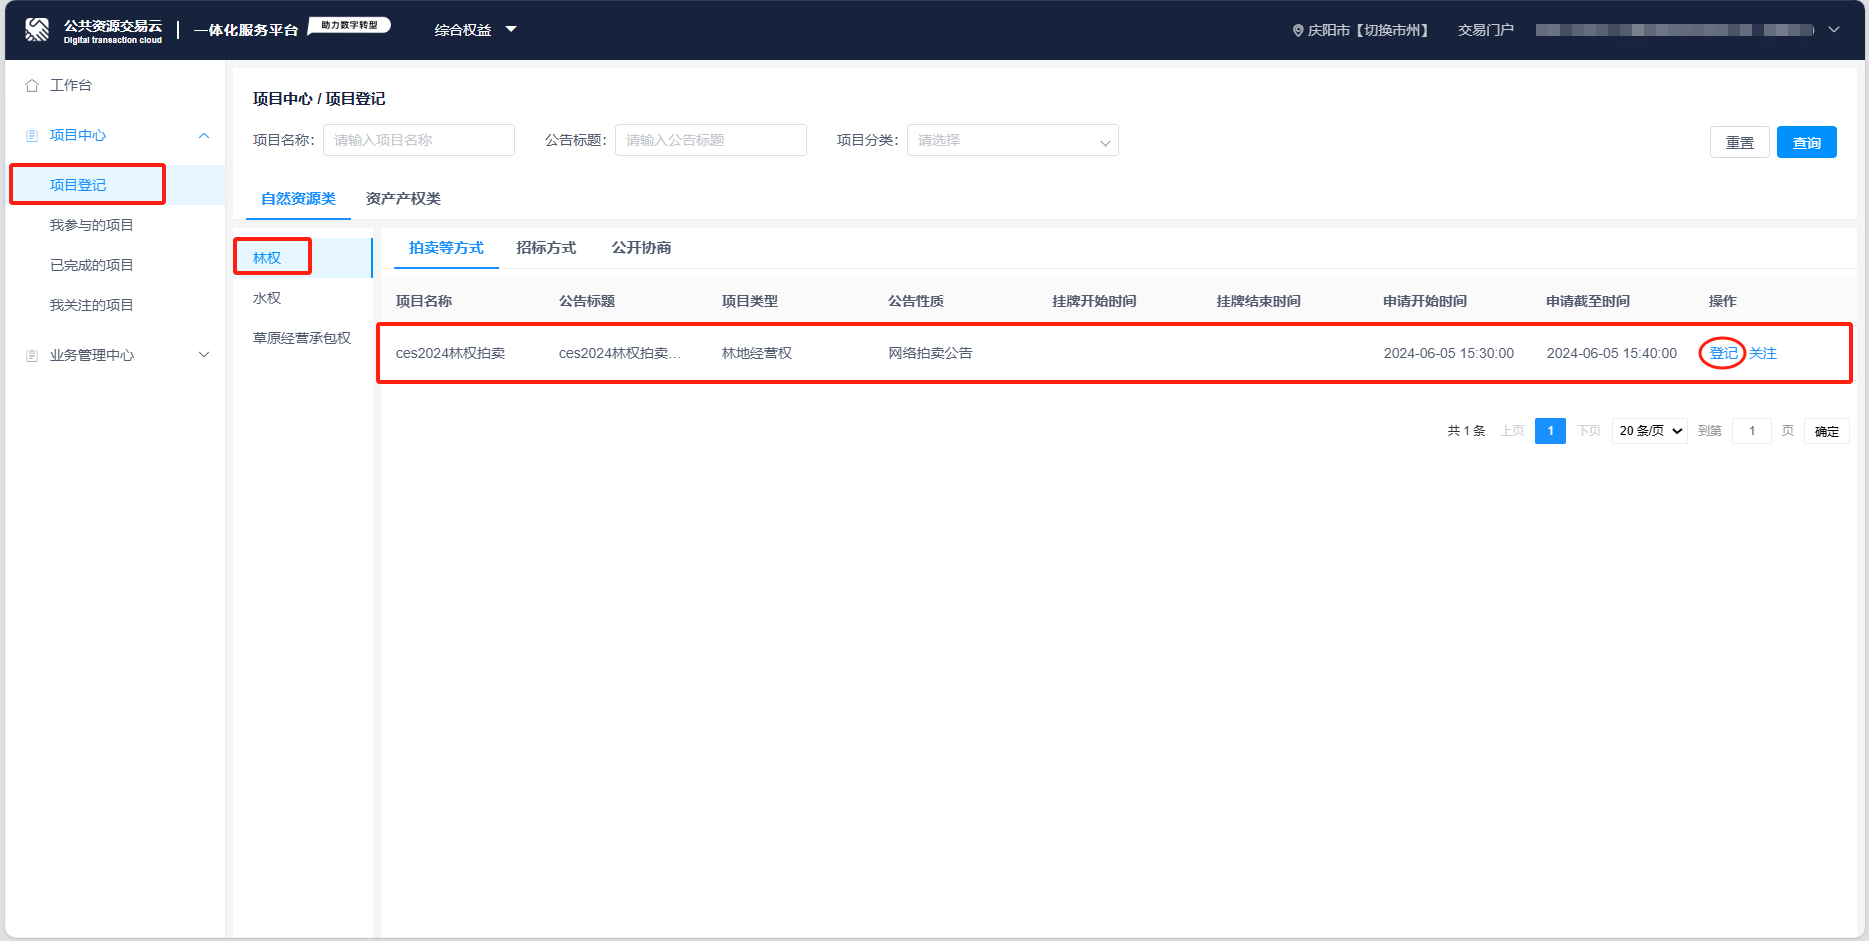 公共资源交易云
Digital transaction cloud
一体化服务平台
助力数字转型
综合权益
庆阳市【切换市州】
交易门户
工作台
项目中心
项目登记
我参与的项目
已完成的项目
我关注的项目
业务管理中心
项目中心 / 项目登记
项目名称: 请输入项目名称 公告标题: 请输入公告标题 项目分类: 请选择 重置 查询
自然资源类 资产产权类
林权
水权
草原经营承包权
拍卖等方式 招标方式 公开协商
项目名称 公告标题 项目类型 公告性质 挂牌开始时间 挂牌结束时间 申请开始时间 申请截至时间 操作
ces2024林权拍卖 ces2024林权拍卖... 林地经营权 网络拍卖公告 2024-06-05 15:30:00 2024-06-05 15:40:00 登记 关注
共 1 条 上页 1 下页 20 条/页 到第 1 页 确定